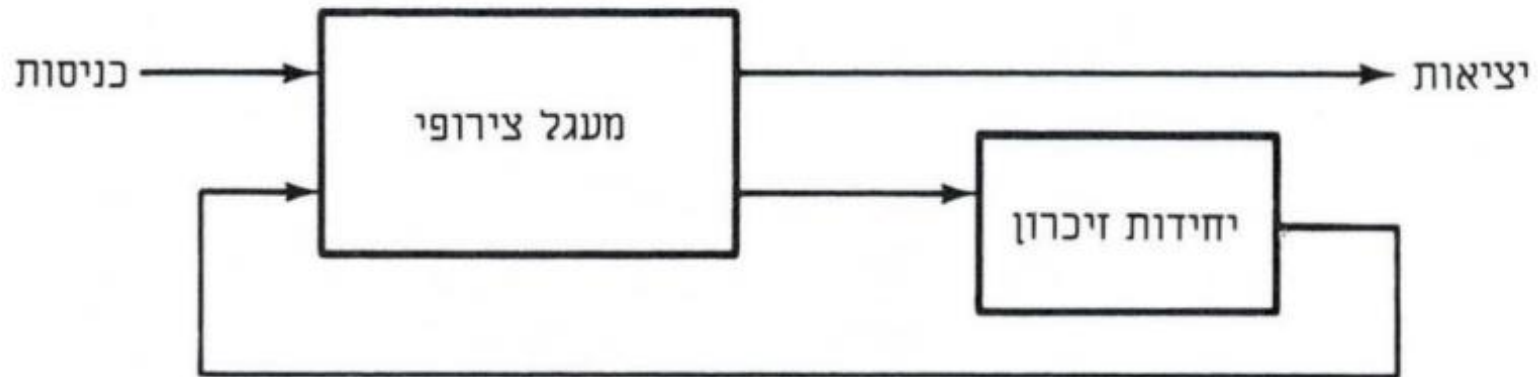 כניסות
מעגל צירופי
יציאות
יחידות זיכרון